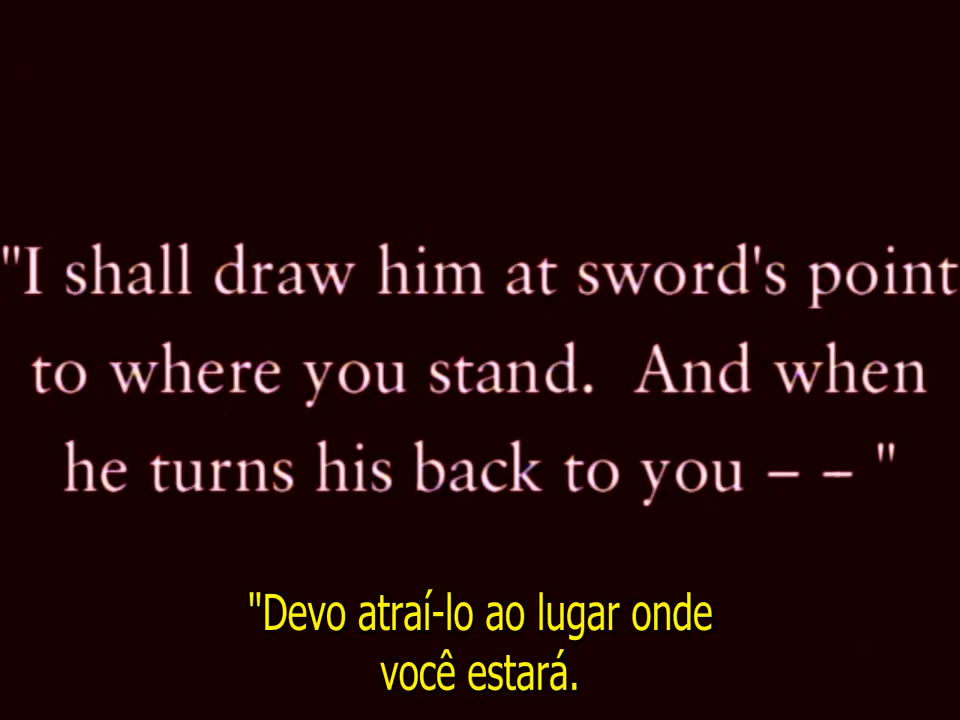 "I shall draw him at sword's point
to where you stand. And when
he turns his back to you – – "
"Devo atraí-lo ao lugar onde
você estará.